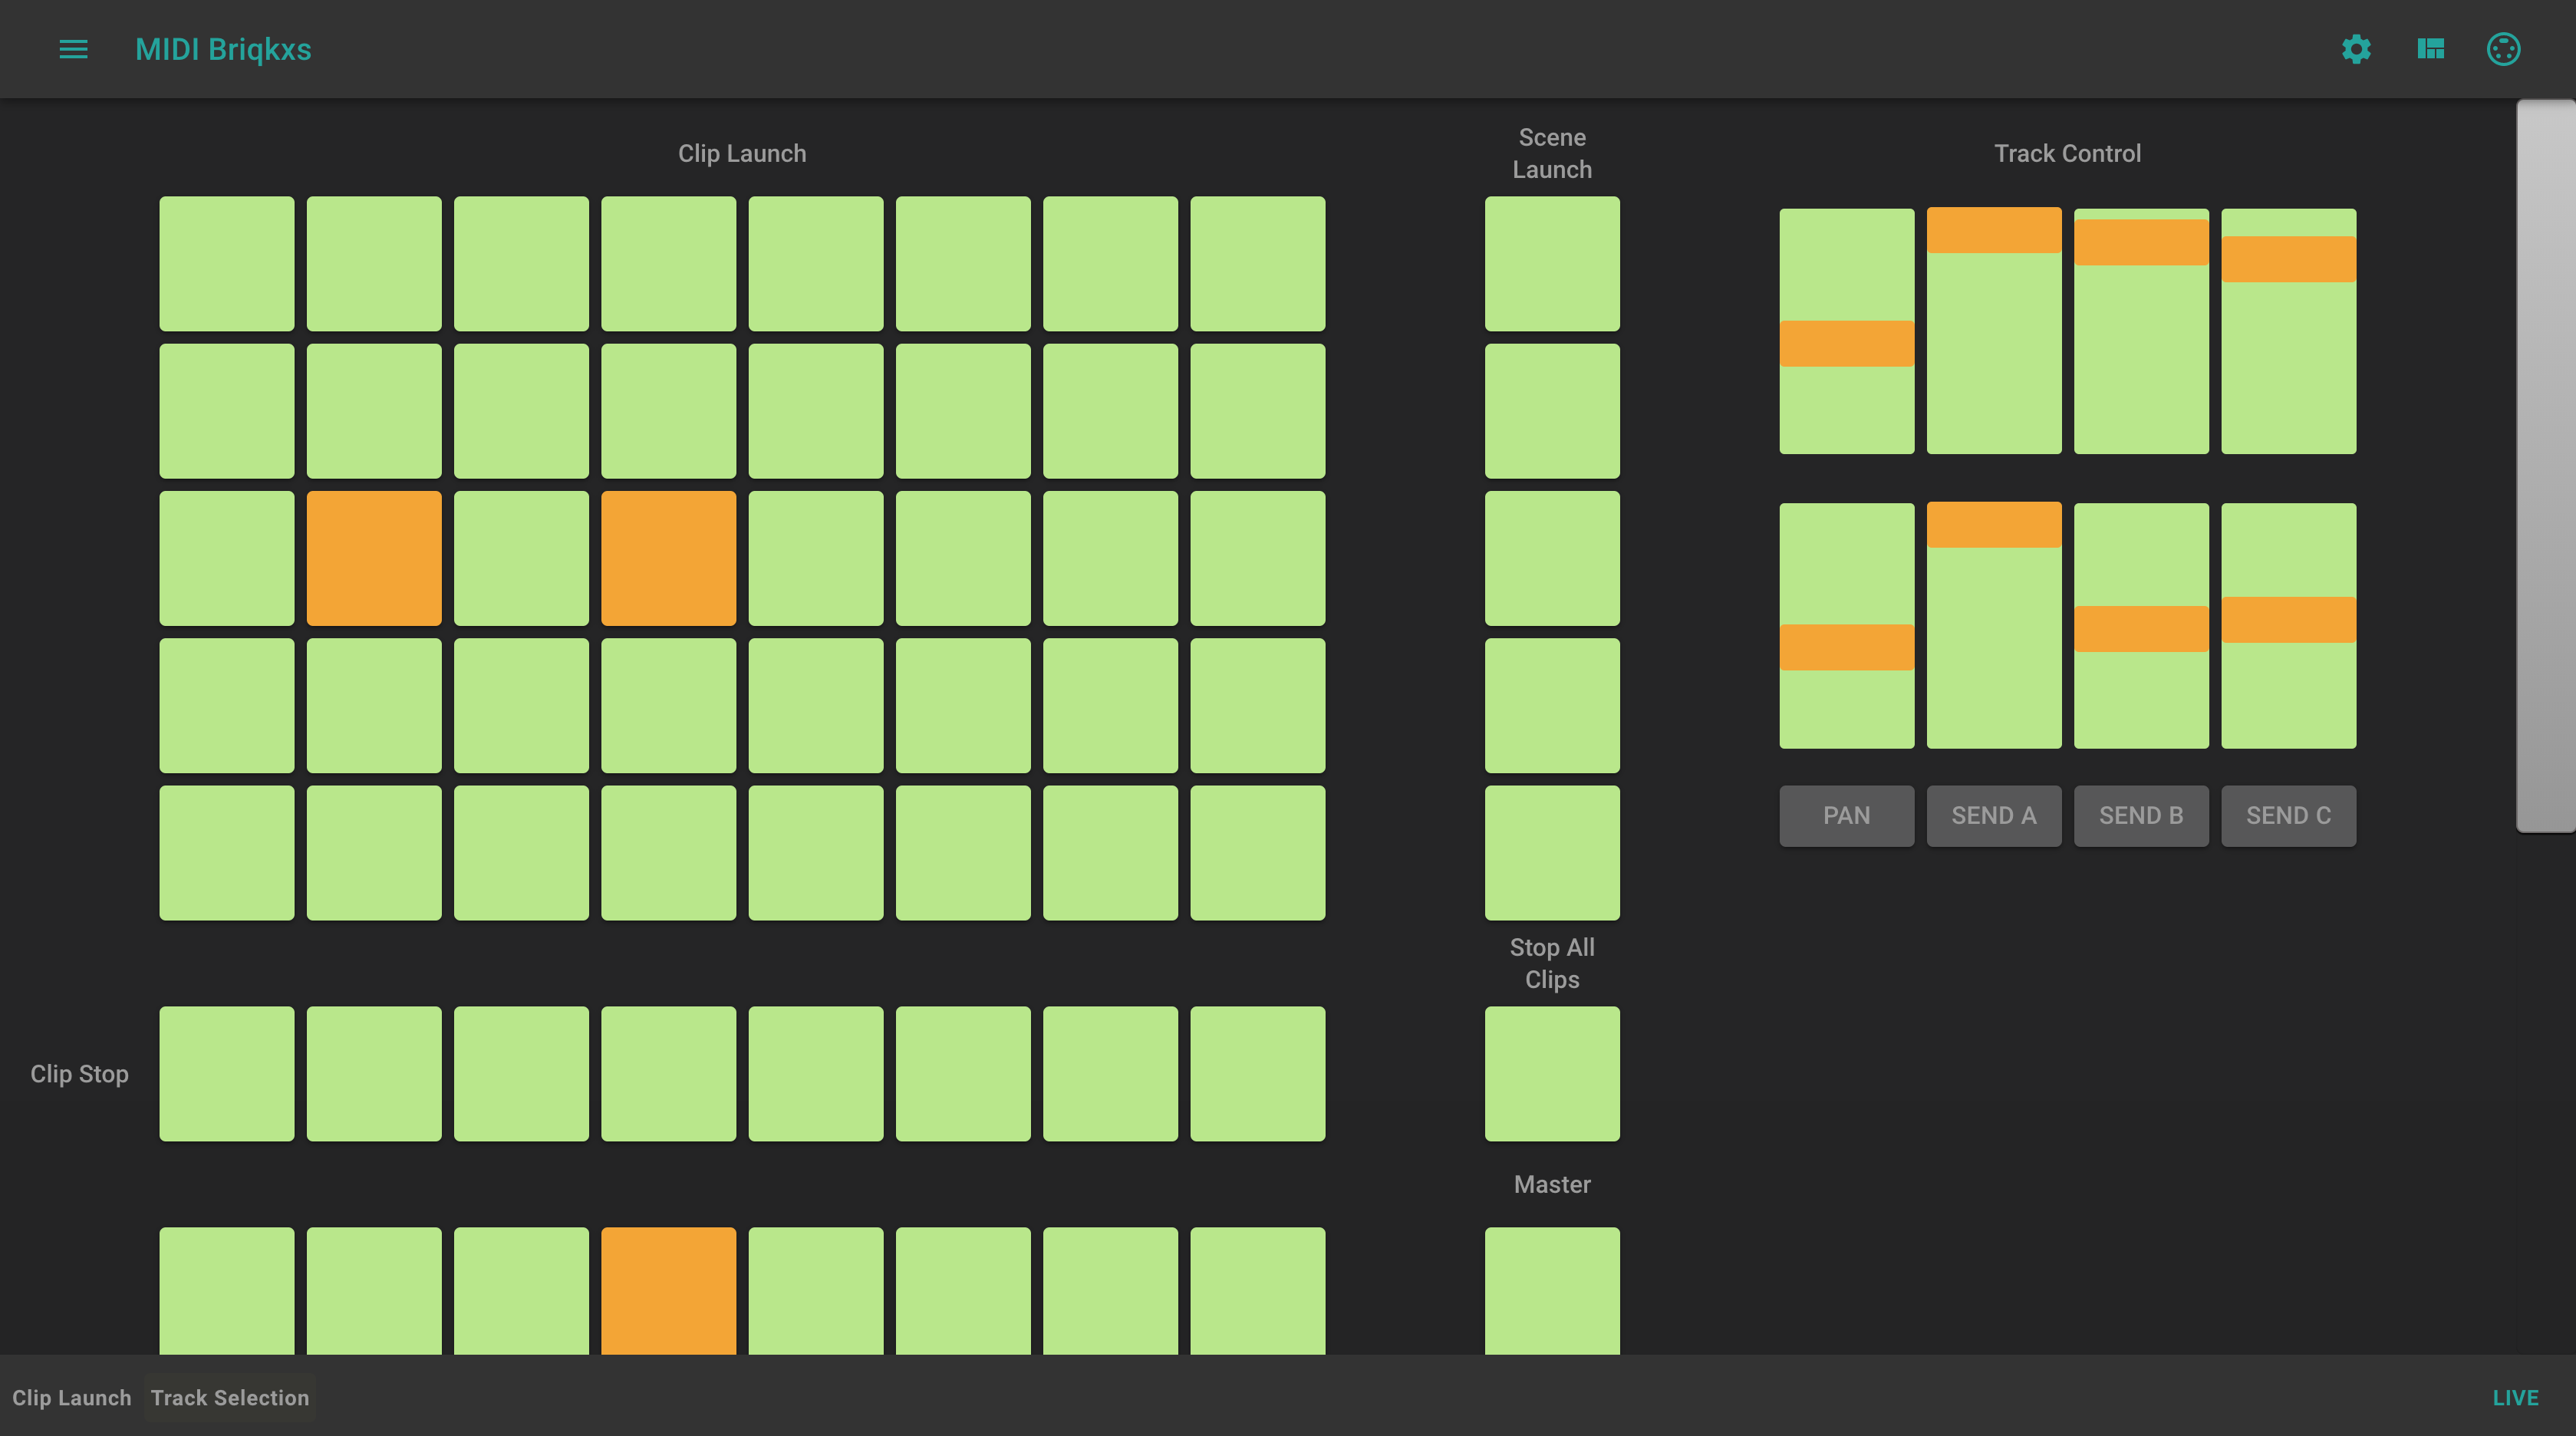 MIDI Briqkxs
Clip Launch
Scene
Launch
Track Control
PAN
SEND A
SEND B
SEND C
Stop All
Clips
Clip Stop
Master
Clip Launch
Track Selection
LIVE